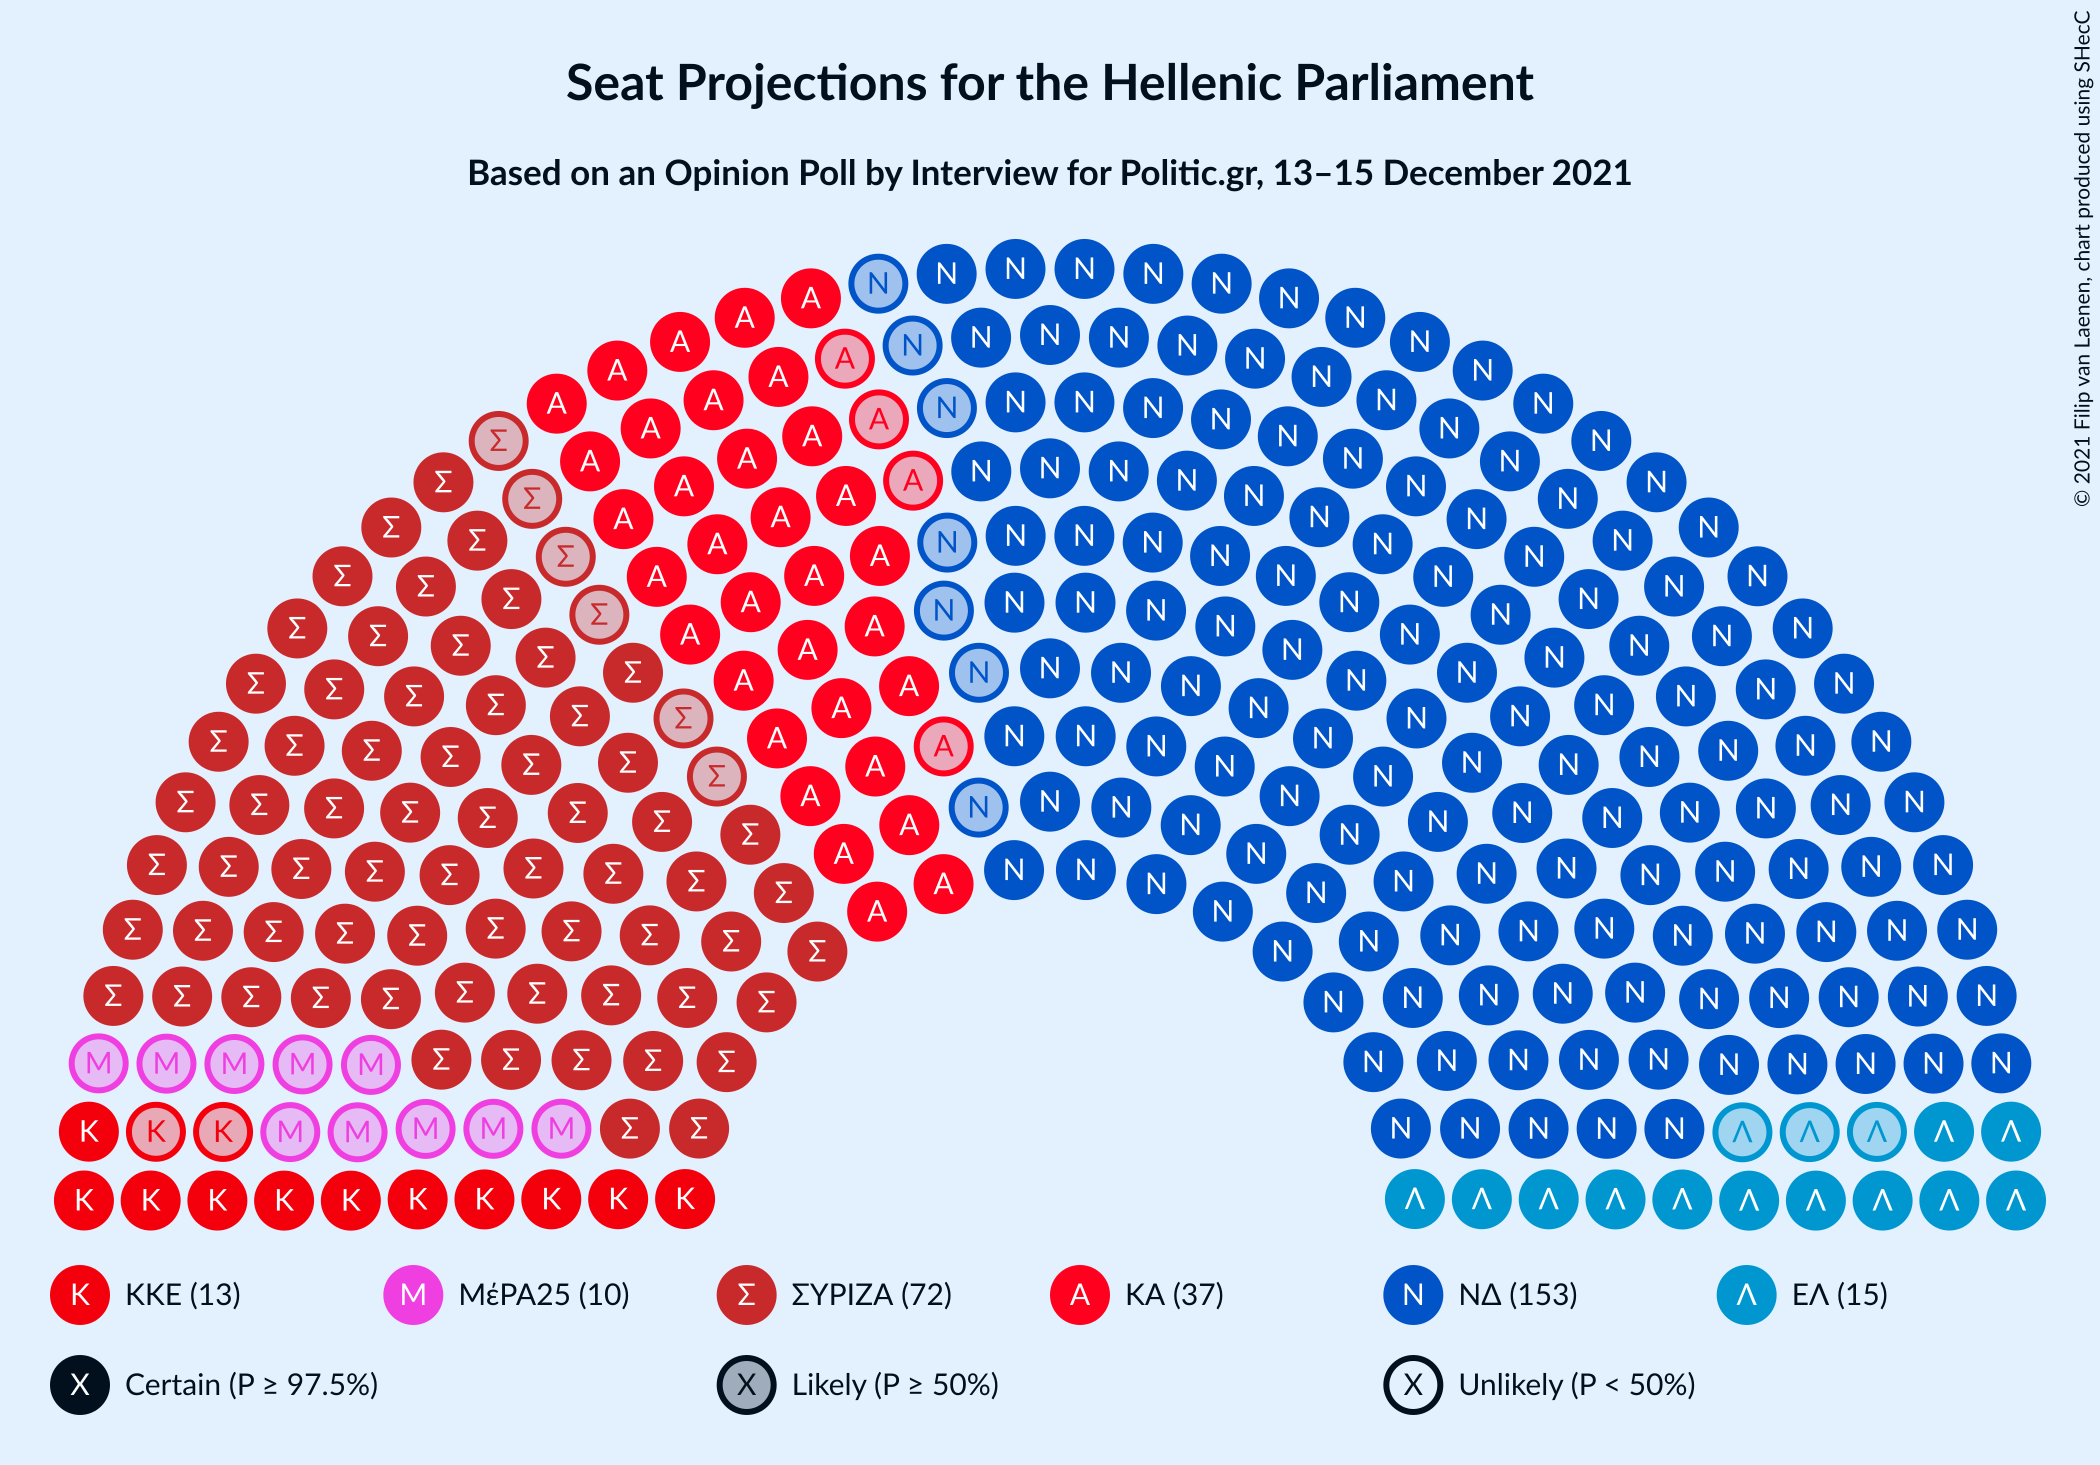 Seat Projections for the Hellenic Parliament
Based on an Opinion Poll by Interview for Politic.gr, 13–15 December 2021
© 2021 Filip van Laenen, chart produced using SHecC
K ΚΚΕ (13)
M ΜέΡΑ25 (10)
Σ ΣΥΡΙΖΑ (72)
A ΚΑ (37)
N ΝΔ (153)
Λ ΕΛ (15)
X Certain (P ≥ 97.5%)
X Likely (P ≥ 50%)
X Unlikely (P < 50%)